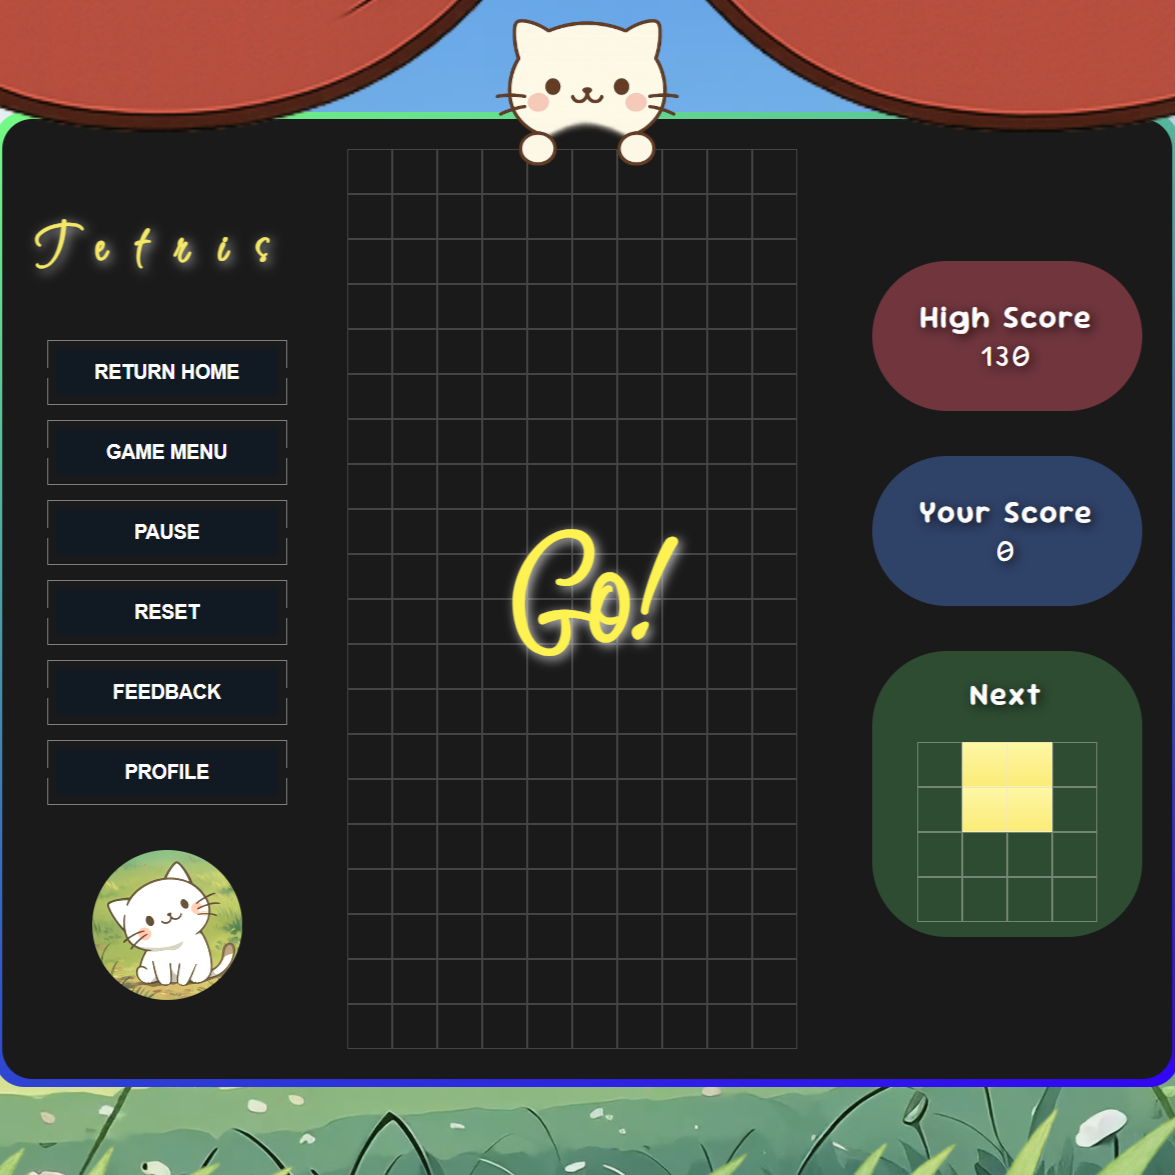 Tetris
RETURN HOME
GAME MENU
PAUSE
RESET
FEEDBACK
PROFILE
Go!
High Score
130
Your Score
0
Next